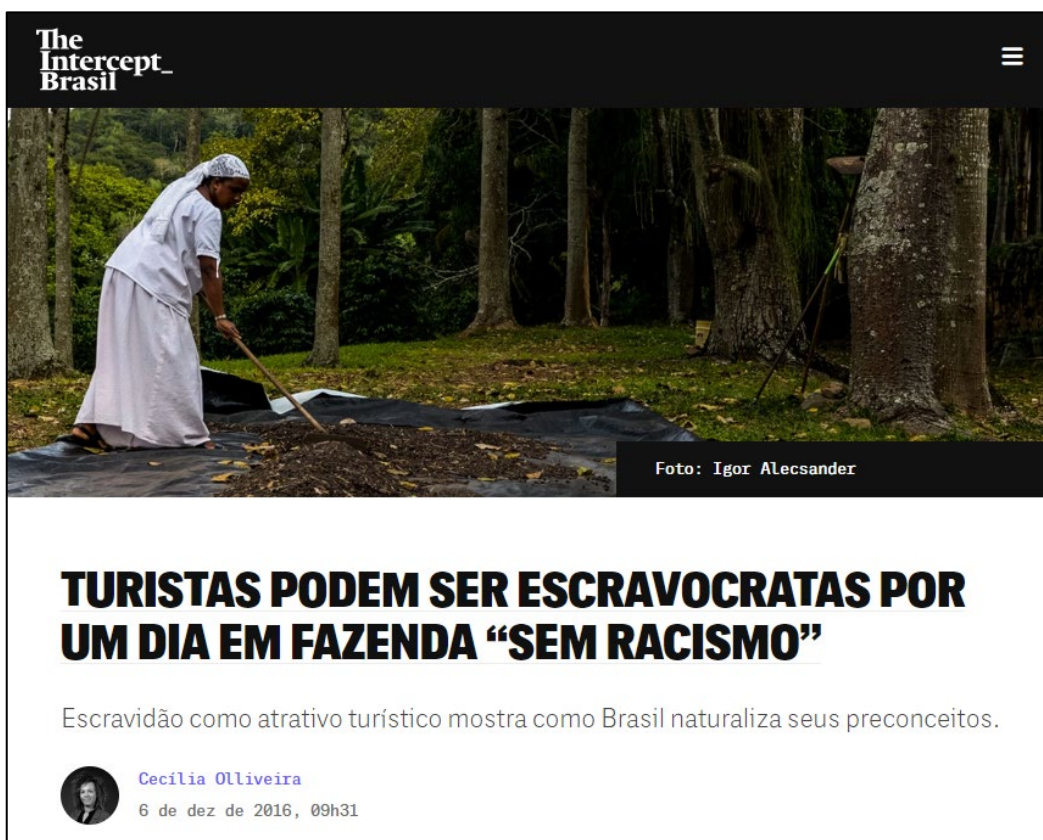 The
Intercept_
Brasil
Foto: Igor Alecsander
TURISTAS PODEM SER ESCRAVOCRATAS POR
UM DIA EM FAZENDA “SEM RACISMO”
Escravidão como atrativo turístico mostra como Brasil naturaliza seus preconceitos.
Cecília Olliveira
6 de dez de 2016, 09h31